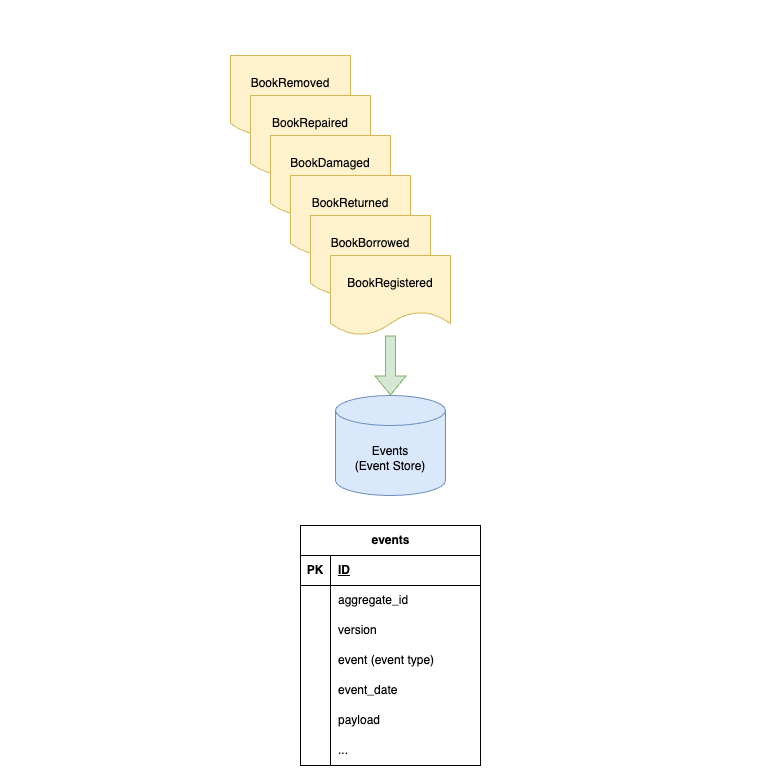 BookRemoved
BookRepaired
BookDamaged
BookReturned
BookBorrowed
BookRegistered
Events
(Event Store)
events
PK ID
aggregate_id
version
event (event type)
event_date
payload
...